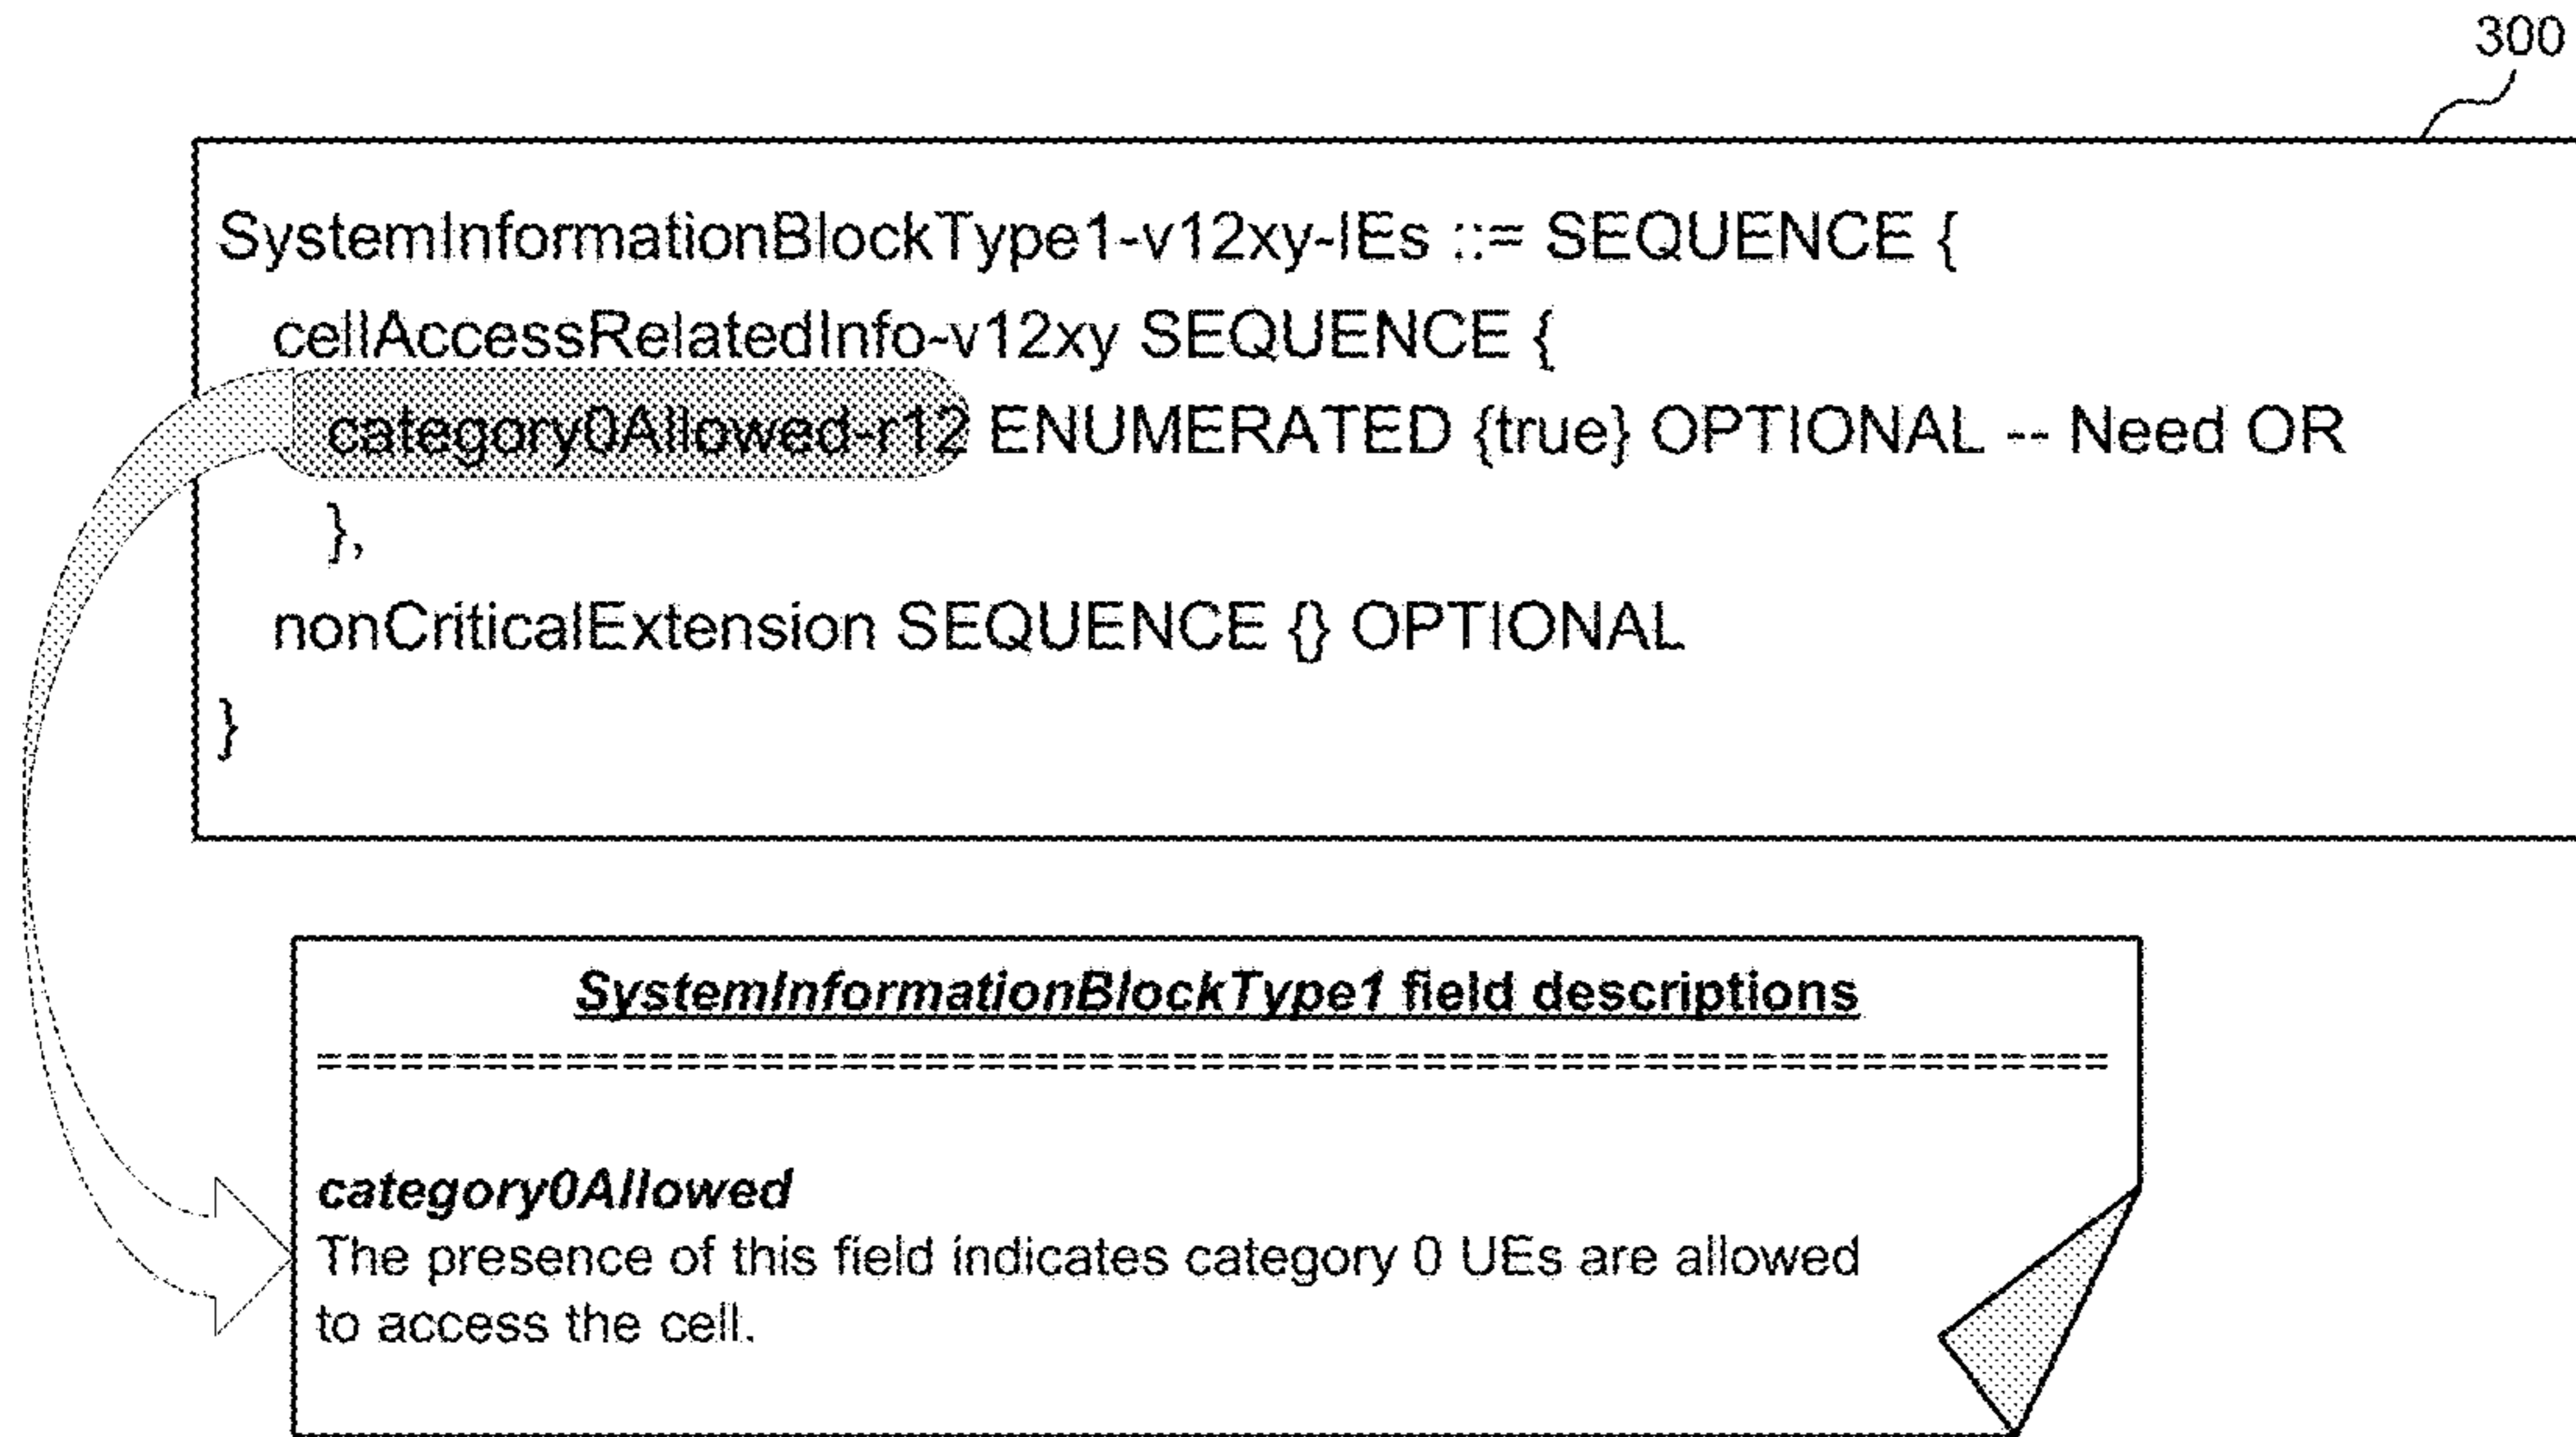 300
SystemInformationBlockType1-v12xy-IEs ::= SEQUENCE {
cellAccessRelatedInfo-v12xy SEQUENCE {
category0Allowed-r12 ENUMERATED {true} OPTIONAL -- Need OR
},
nonCriticalExtension SEQUENCE {} OPTIONAL
}
SystemInformationBlockType1 field descriptions
=================================================================
category0Allowed
The presence of this field indicates category 0 UEs are allowed
to access the cell.